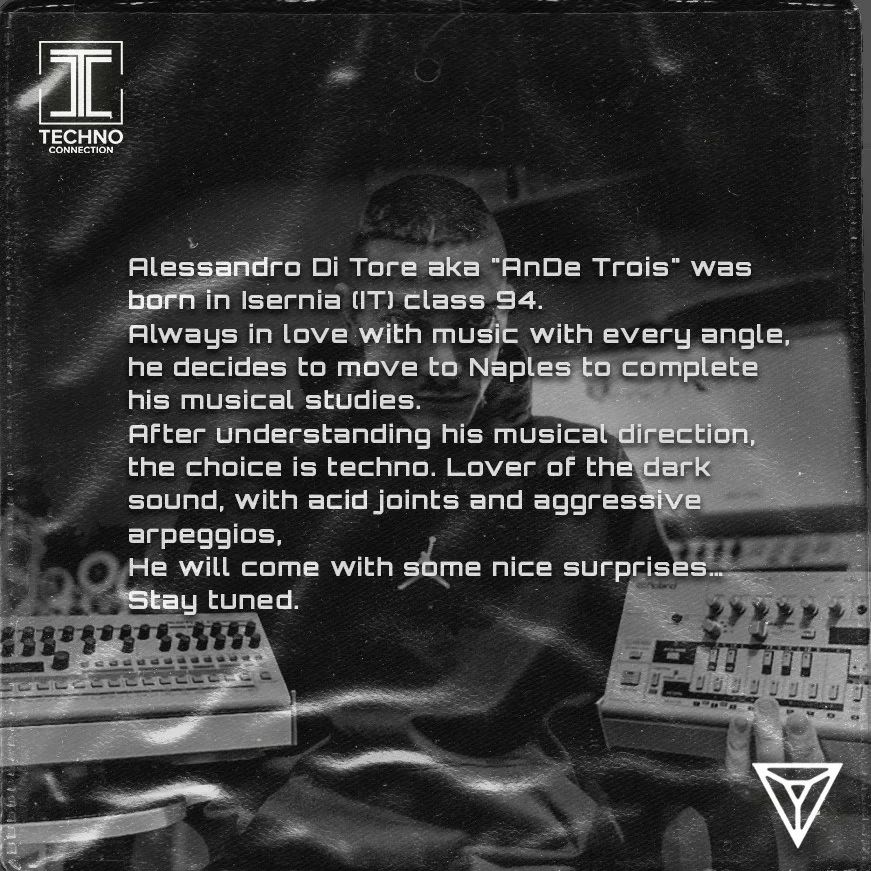 TECHNO
CONNECTION
Alessandro Di Tore aka "AnDe Trois" was
born in Isernia (IT) class 94.
Always in love with music with every angle,
he decides to move to Naples to complete
his musical studies.
After understanding his musical direction,
the choice is techno. Lover of the dark
sound, with acid joints and aggressive
arpeggios,
He will come with some nice surprises...
Stay tuned.